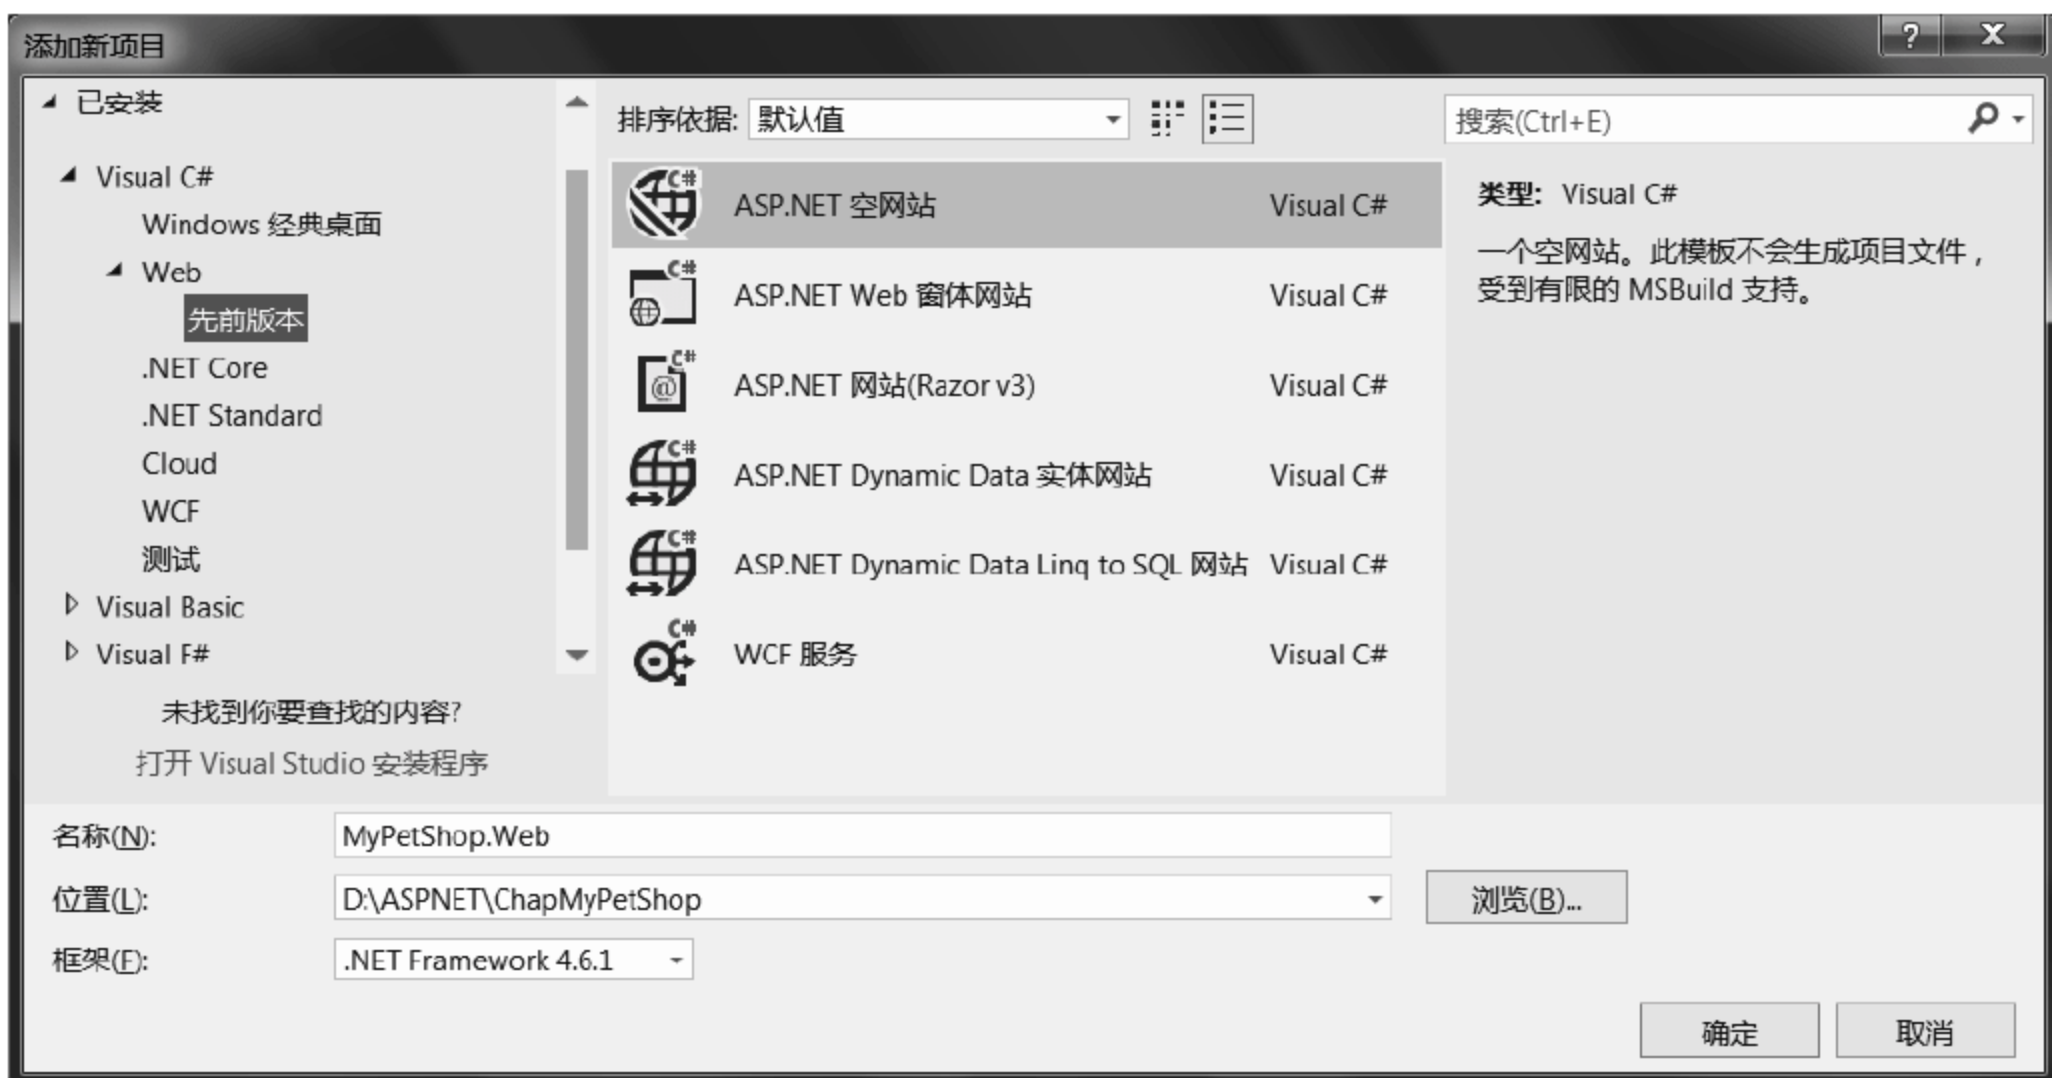 添加新项目
?
X
已安装
Visual C#
Windows 经典桌面
Web
先前版本
.NET Core
.NET Standard
Cloud
WCF
测试
Visual Basic
Visual F#
未找到你要查找的内容?
打开 Visual Studio 安装程序
排序依据: 默认值
搜索(Ctrl+E)
ASP.NET 空网站 Visual C#
ASP.NET Web 窗体网站 Visual C#
ASP.NET 网站(Razor v3) Visual C#
ASP.NET Dynamic Data 实体网站 Visual C#
ASP.NET Dynamic Data Linq to SQL 网站 Visual C#
WCF 服务 Visual C#
类型: Visual C#
一个空网站。此模板不会生成项目文件，
受到有限的 MSBuild 支持。
名称(N): MyPetShop.Web
位置(L): D:\ASPNET\ChapMyPetShop 浏览(B)...
框架(F): .NET Framework 4.6.1
确定 取消